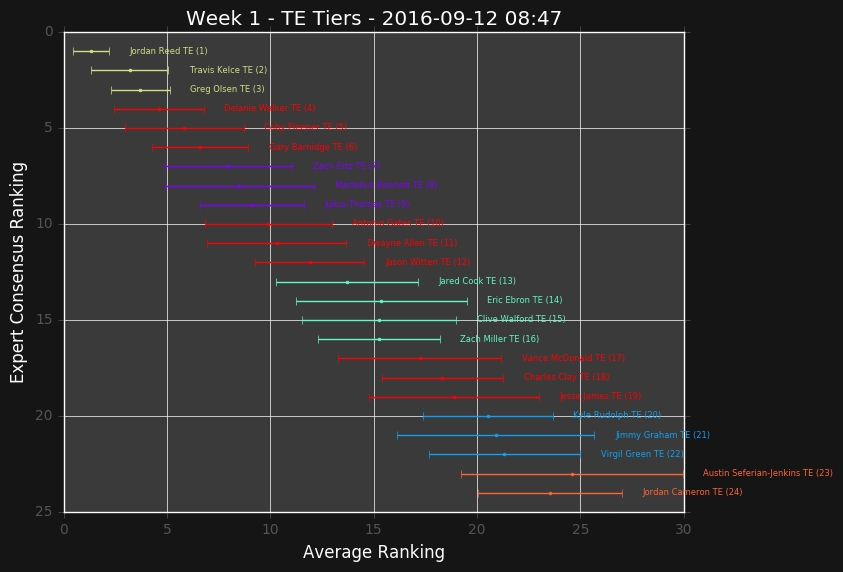 Week 1 - TE Tiers - 2016-09-12 08:47
Expert Consensus Ranking
0
5
10
15
20
25
Jordan Reed TE (1)
Travis Kelce TE (2)
Greg Olsen TE (3)
Delanie Walker TE (4)
TE (5)
Gary Barnidge TE (6)
Zach Ertz TE (7)
TE (8)
Julius Thomas TE (9)
Antonio Gates TE (10)
Dwayne Allen TE (11)
Jason Witten TE (12)
Jared Cook TE (13)
Eric Ebron TE (14)
Clive Walford TE (15)
Zach Miller TE (16)
Vance McDonald TE (17)
Charles Clay TE (18)
Jesse James TE (19)
Kyle Rudolph TE (20)
Jimmy Graham TE (21)
Virgil Green TE (22)
Austin Seferian-Jenkins TE (23)
Jordan Cameron TE (24)
0 5 10 15 20 25 30
Average Ranking